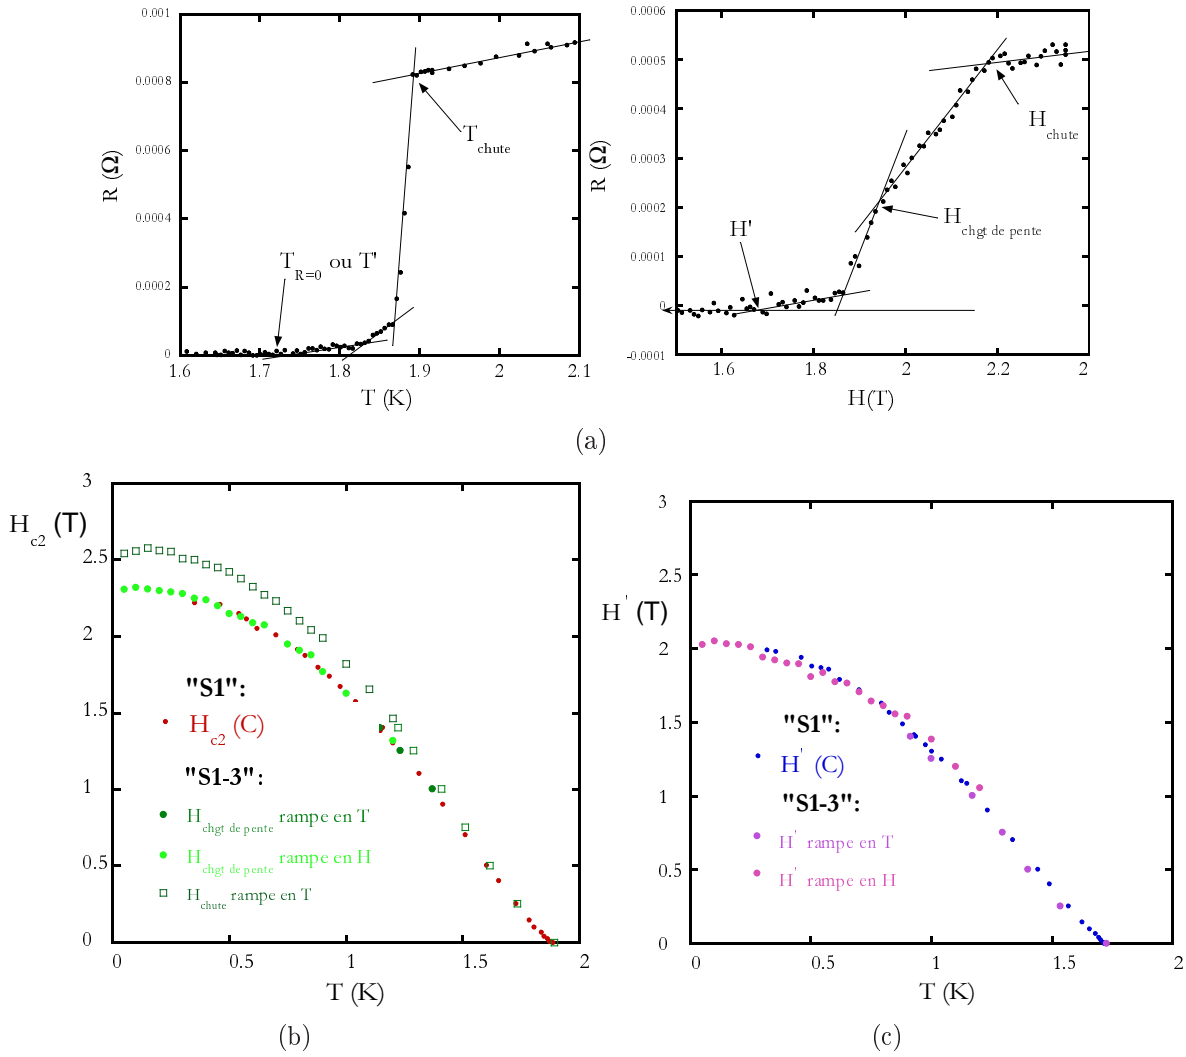 0.001
0.0008
0.0006
0.0004
0.0002
0
R (Ω)
T chute
T R=0 ou T'
1.6 1.7 1.8 1.9 2 2.1
T (K)
0.0006
0.0005
0.0004
0.0003
0.0002
0.0001
0
-0.0001
R (Ω)
H chute
H chgt de pente
H'
1.6 1.8 2 2.2 2
H(T)
(a)
3
2.5
2
1.5
1
0.5
0
H c2 (T)
"S1":
H c2 (C)
"S1-3":
H chgt de pente rampe en T
H chgt de pente rampe en H
H chute rampe en T
0 0.5 1 1.5 2
T (K)
(b)
3
2.5
2
1.5
1
0.5
0
H' (T)
"S1":
H' (C)
"S1-3":
H' rampe en T
H' rampe en H
0 0.5 1 1.5 2
T (K)
(c)